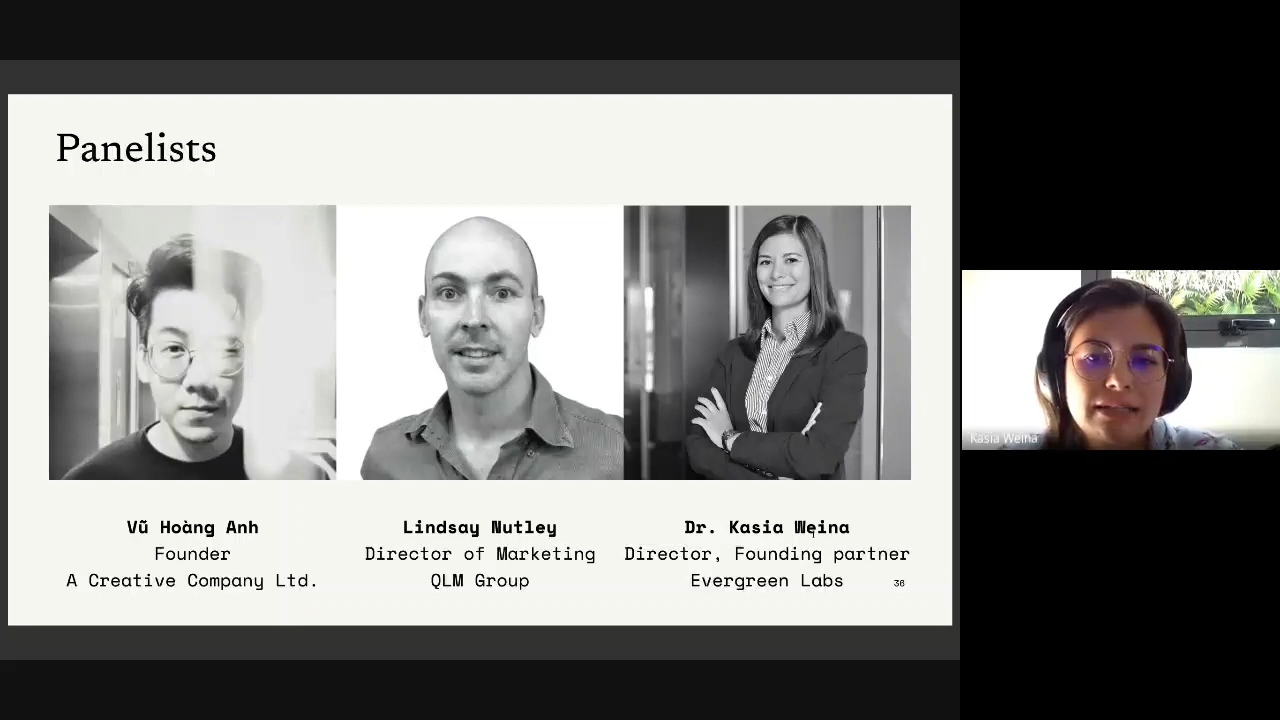 Panelists
Vũ Hoàng Anh
Founder
A Creative Company Ltd.
Lindsay Nutley
Director of Marketing
QLM Group
Dr. Kasia Weina
Director, Founding partner
Evergreen Labs
36
Kasia Weina